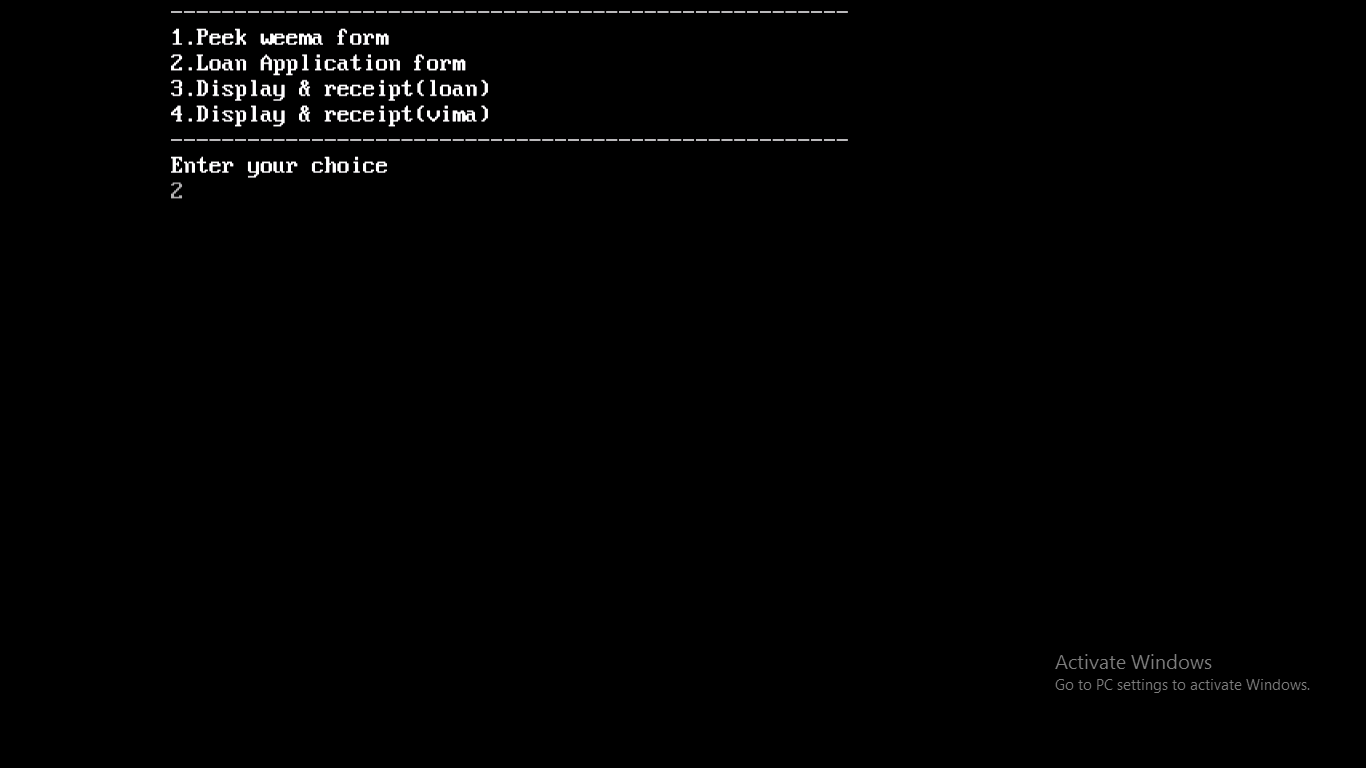 -----------------------------------------------------
1.Peek weema form
2.Loan Application form
3.Display & receipt(loan)
4.Display & receipt(vima)
-----------------------------------------------------
Enter your choice
2
Activate Windows
Go to PC settings to activate Windows.